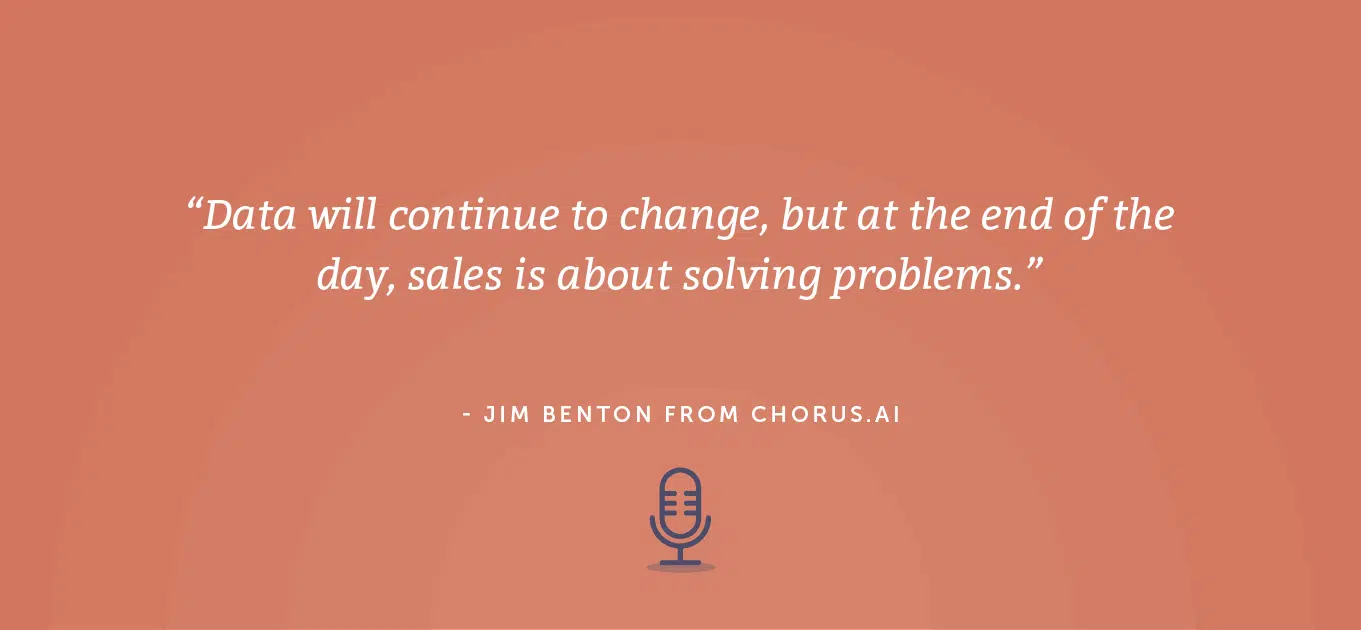 “Data will continue to change, but at the end of the
day, sales is about solving problems.”
- JIM BENTON FROM CHORUS.AI